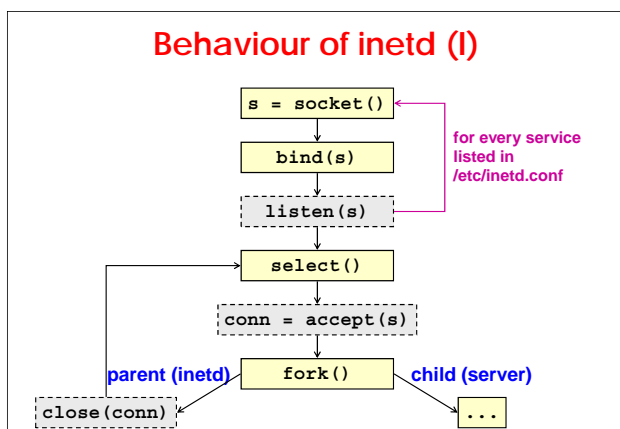 Behaviour of inetd (I)
s = socket()
for every service
listed in
/etc/inetd.conf
bind(s)
listen(s)
select()
conn = accept(s)
parent (inetd)
fork()
child (server)
close(conn)
...